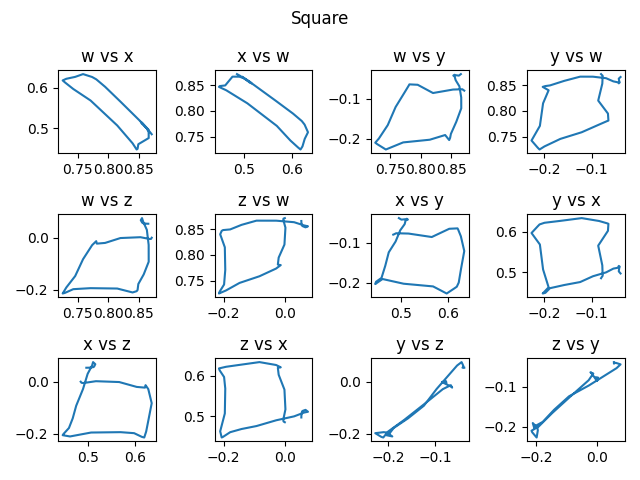 Square
w vs x
x vs w
w vs y
y vs w
0.6
0.5
0.75 0.80 0.85
0.85
0.80
0.75
0.5 0.6
−0.1
−0.2
0.75 0.80 0.85
0.85
0.80
0.75
−0.2 −0.1
w vs z
z vs w
x vs y
y vs x
0.0
−0.2
0.75 0.80 0.85
0.85
0.80
0.75
−0.2 0.0
−0.1
−0.2
0.5 0.6
0.6
0.5
−0.2 −0.1
x vs z
z vs x
y vs z
z vs y
0.0
−0.2
0.5 0.6
0.6
0.5
−0.2 0.0
0.0
−0.2
−0.2 −0.1
−0.1
−0.2
−0.2 0.0